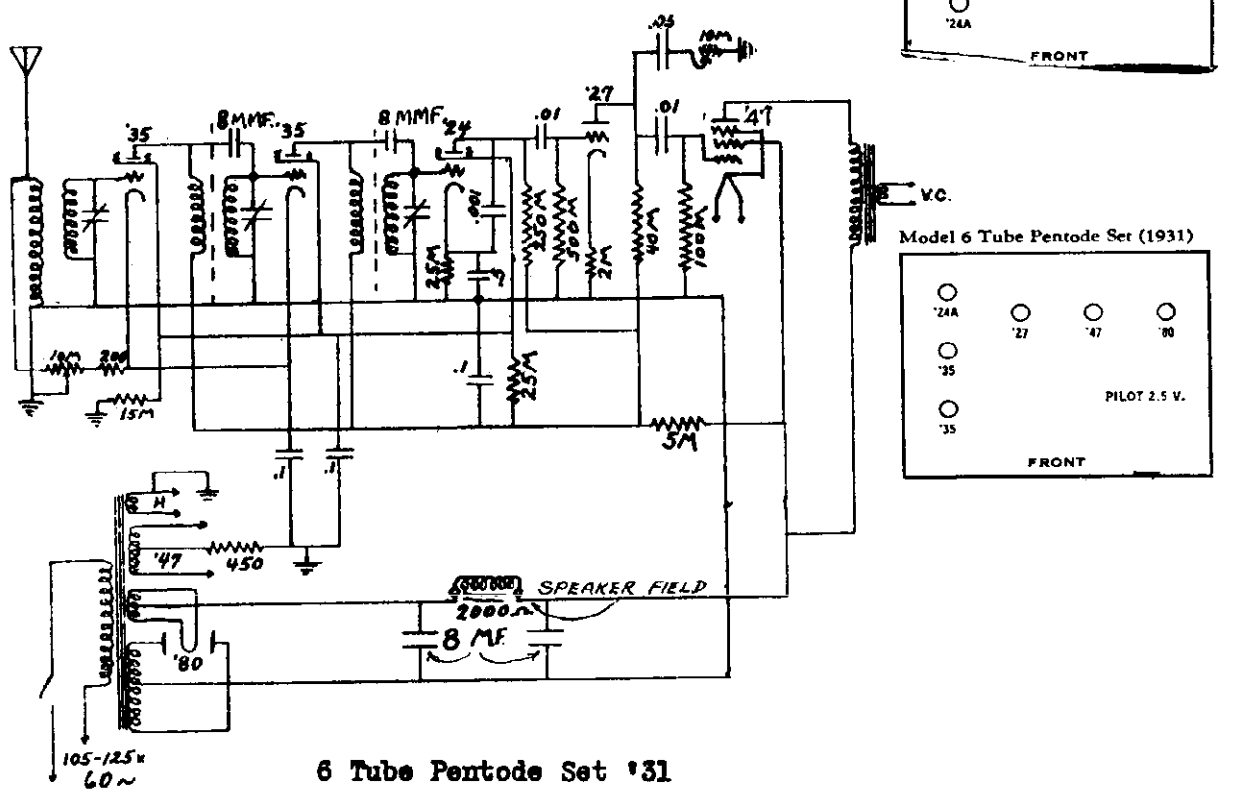 .05
10M
'24A
FRONT
'35
8 MMF.
'35
8 MMF.
'24
.01
'27
.01
'47
V.C.
.001
250M
500M
2M
40M
100M
25M
10M
200
15M
.1
25M
5M
.1
.1
Model 6 Tube Pentode Set (1931)
'24A
'27
'47
'80
'35
PILOT 2.5 V.
'35
FRONT
H
'47
450
SPEAKER FIELD
2000Ω
8 MF.
'80
105-125v
60~
6 Tube Pentode Set '31